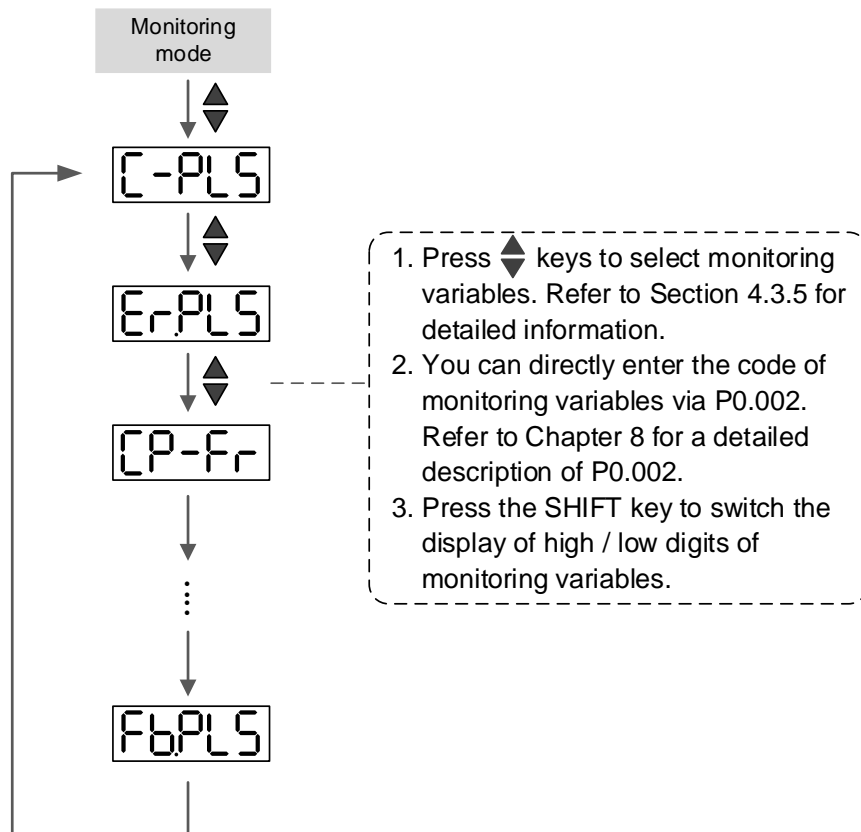 Monitoring
mode
C-PLS
Er.PLS
1. Press keys to select monitoring
variables. Refer to Section 4.3.5 for
detailed information.
2. You can directly enter the code of
monitoring variables via P0.002.
Refer to Chapter 8 for a detailed
description of P0.002.
3. Press the SHIFT key to switch the
display of high / low digits of
monitoring variables.
CP-Fr
Fb.PLS